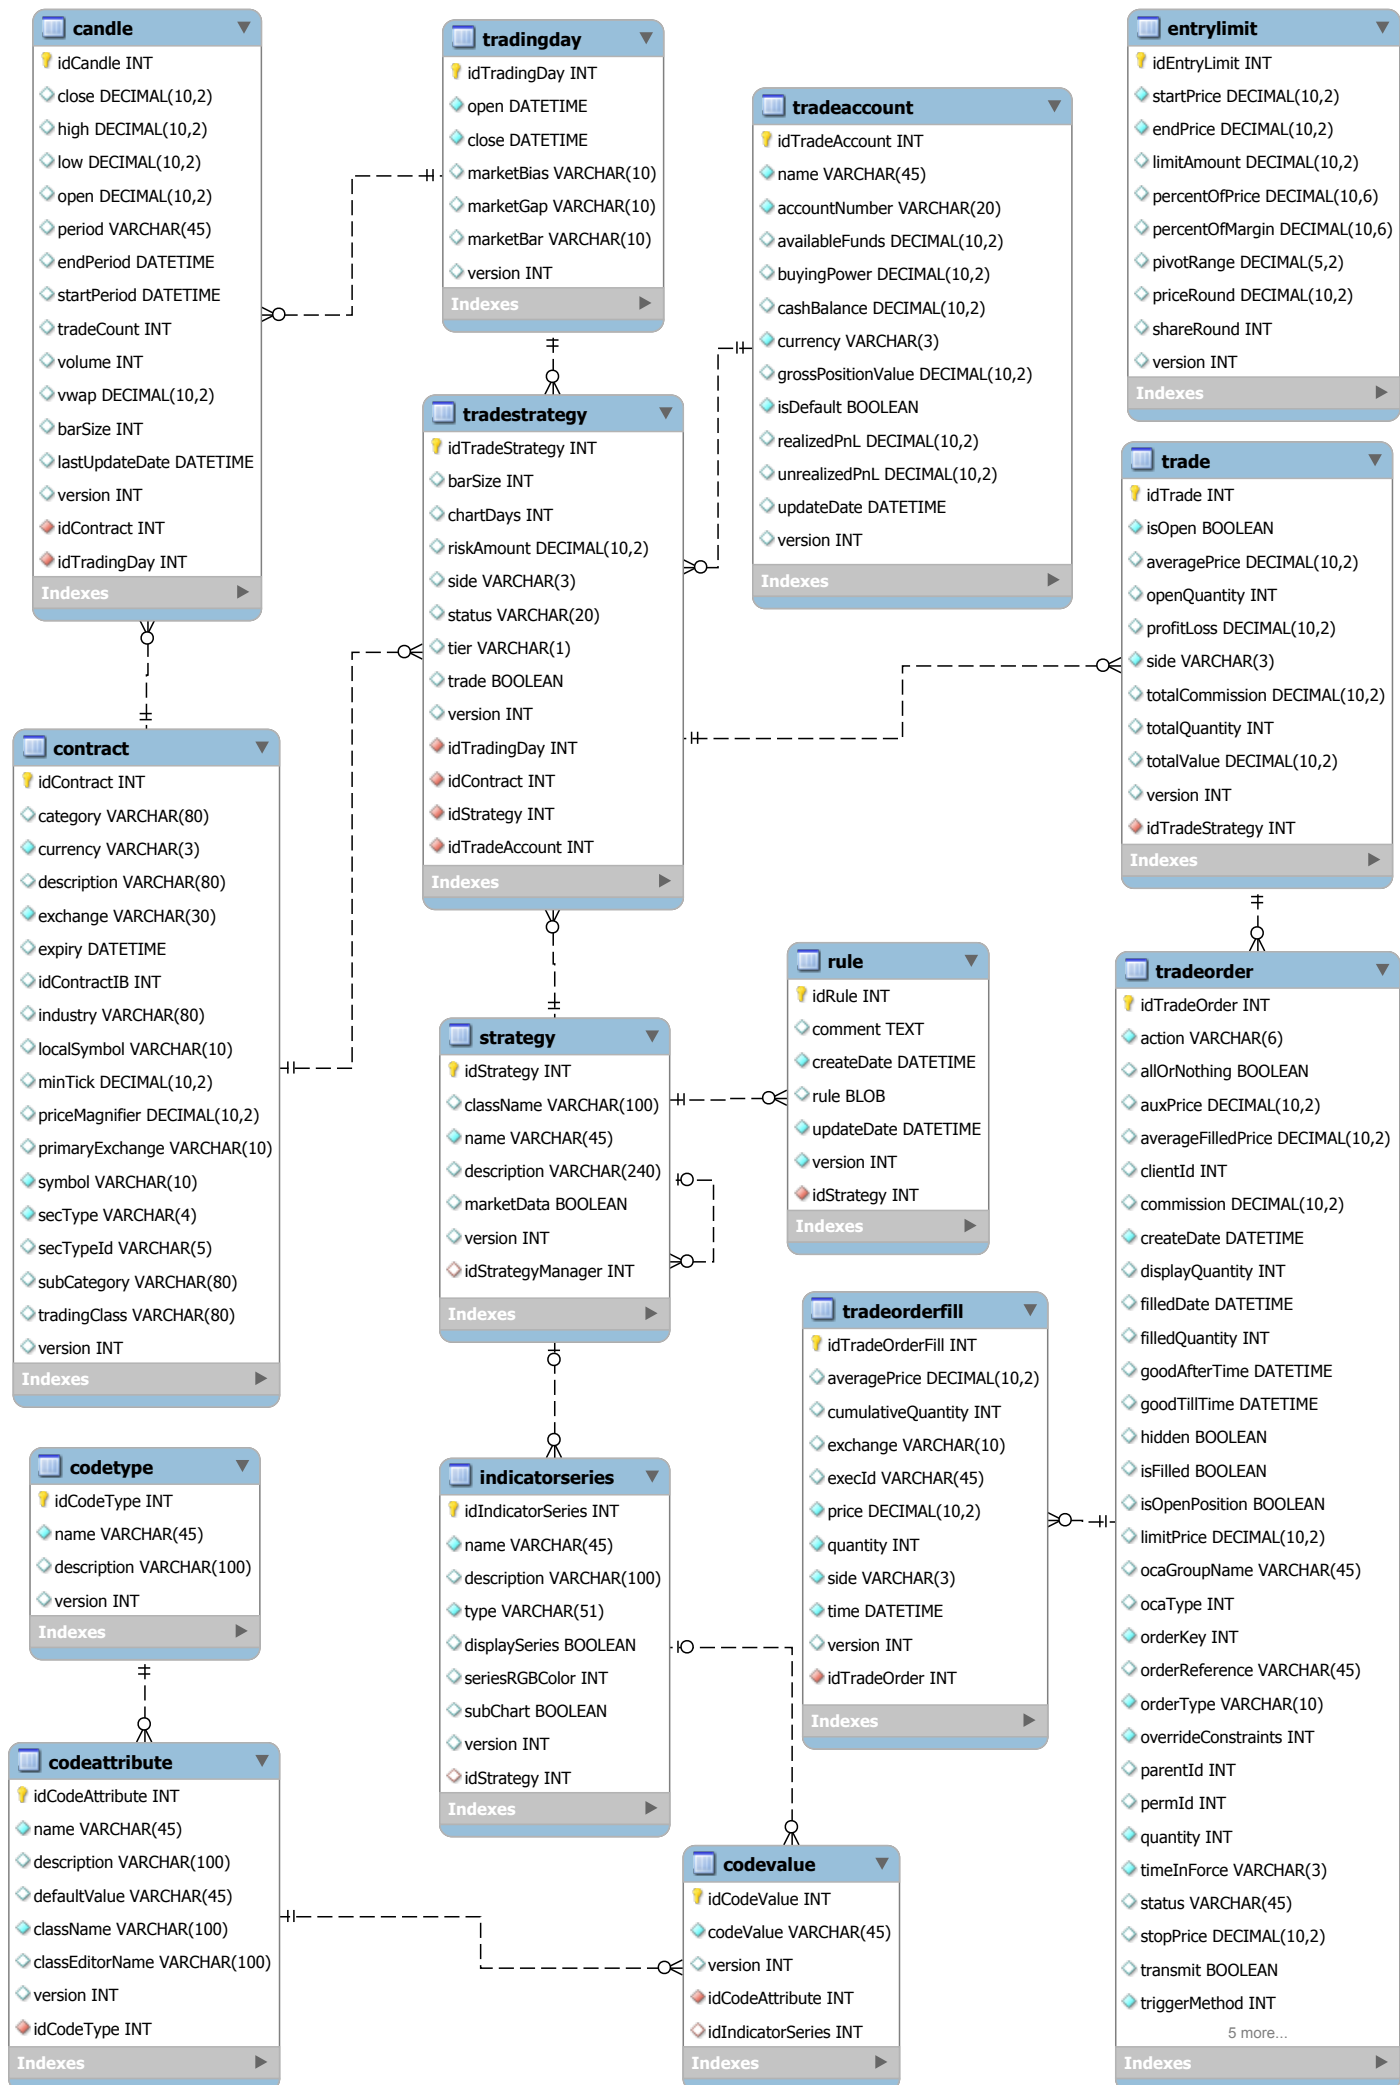 candle
idCandle INT
close DECIMAL(10,2)
high DECIMAL(10,2)
low DECIMAL(10,2)
open DECIMAL(10,2)
period VARCHAR(45)
endPeriod DATETIME
startPeriod DATETIME
tradeCount INT
volume INT
vwap DECIMAL(10,2)
barSize INT
lastUpdateDate DATETIME
version INT
idContract INT
idTradingDay INT
Indexes
tradingday
idTradingDay INT
open DATETIME
close DATETIME
marketBias VARCHAR(10)
marketGap VARCHAR(10)
marketBar VARCHAR(10)
version INT
Indexes
tradeaccount
idTradeAccount INT
name VARCHAR(45)
accountNumber VARCHAR(20)
availableFunds DECIMAL(10,2)
buyingPower DECIMAL(10,2)
cashBalance DECIMAL(10,2)
currency VARCHAR(3)
grossPositionValue DECIMAL(10,2)
isDefault BOOLEAN
realizedPnL DECIMAL(10,2)
unrealizedPnL DECIMAL(10,2)
updateDate DATETIME
version INT
Indexes
entrylimit
idEntryLimit INT
startPrice DECIMAL(10,2)
endPrice DECIMAL(10,2)
limitAmount DECIMAL(10,2)
percentOfPrice DECIMAL(10,6)
percentOfMargin DECIMAL(10,6)
pivotRange DECIMAL(5,2)
priceRound DECIMAL(10,2)
shareRound INT
version INT
Indexes
tradestrategy
idTradeStrategy INT
barSize INT
chartDays INT
riskAmount DECIMAL(10,2)
side VARCHAR(3)
status VARCHAR(20)
tier VARCHAR(1)
trade BOOLEAN
version INT
idTradingDay INT
idContract INT
idStrategy INT
idTradeAccount INT
Indexes
trade
idTrade INT
isOpen BOOLEAN
averagePrice DECIMAL(10,2)
openQuantity INT
profitLoss DECIMAL(10,2)
side VARCHAR(3)
totalCommission DECIMAL(10,2)
totalQuantity INT
totalValue DECIMAL(10,2)
version INT
idTradeStrategy INT
Indexes
contract
idContract INT
category VARCHAR(80)
currency VARCHAR(3)
description VARCHAR(80)
exchange VARCHAR(30)
expiry DATETIME
idContractIB INT
industry VARCHAR(80)
localSymbol VARCHAR(10)
minTick DECIMAL(10,2)
priceMagnifier DECIMAL(10,2)
primaryExchange VARCHAR(10)
symbol VARCHAR(10)
secType VARCHAR(4)
secTypeId VARCHAR(5)
subCategory VARCHAR(80)
tradingClass VARCHAR(80)
version INT
Indexes
strategy
idStrategy INT
className VARCHAR(100)
name VARCHAR(45)
description VARCHAR(240)
marketData BOOLEAN
version INT
idStrategyManager INT
Indexes
rule
idRule INT
comment TEXT
createDate DATETIME
rule BLOB
updateDate DATETIME
version INT
idStrategy INT
Indexes
tradeorder
idTradeOrder INT
action VARCHAR(6)
allOrNothing BOOLEAN
auxPrice DECIMAL(10,2)
averageFilledPrice DECIMAL(10,2)
clientId INT
commission DECIMAL(10,2)
createDate DATETIME
displayQuantity INT
filledDate DATETIME
filledQuantity INT
goodAfterTime DATETIME
goodTillTime DATETIME
hidden BOOLEAN
isFilled BOOLEAN
isOpenPosition BOOLEAN
limitPrice DECIMAL(10,2)
ocaGroupName VARCHAR(45)
ocaType INT
orderKey INT
orderReference VARCHAR(45)
orderType VARCHAR(10)
overrideConstraints INT
parentId INT
permId INT
quantity INT
timeInForce VARCHAR(3)
status VARCHAR(45)
stopPrice DECIMAL(10,2)
transmit BOOLEAN
triggerMethod INT
5 more...
Indexes
tradeorderfill
idTradeOrderFill INT
averagePrice DECIMAL(10,2)
cumulativeQuantity INT
exchange VARCHAR(10)
execId VARCHAR(45)
price DECIMAL(10,2)
quantity INT
side VARCHAR(3)
time DATETIME
version INT
idTradeOrder INT
Indexes
codetype
idCodeType INT
name VARCHAR(45)
description VARCHAR(100)
version INT
Indexes
indicatorseries
idIndicatorSeries INT
name VARCHAR(45)
description VARCHAR(100)
type VARCHAR(51)
displaySeries BOOLEAN
seriesRGBColor INT
subChart BOOLEAN
version INT
idStrategy INT
Indexes
codeattribute
idCodeAttribute INT
name VARCHAR(45)
description VARCHAR(100)
defaultValue VARCHAR(45)
className VARCHAR(100)
classEditorName VARCHAR(100)
version INT
idCodeType INT
Indexes
codevalue
idCodeValue INT
codeValue VARCHAR(45)
version INT
idCodeAttribute INT
idIndicatorSeries INT
Indexes